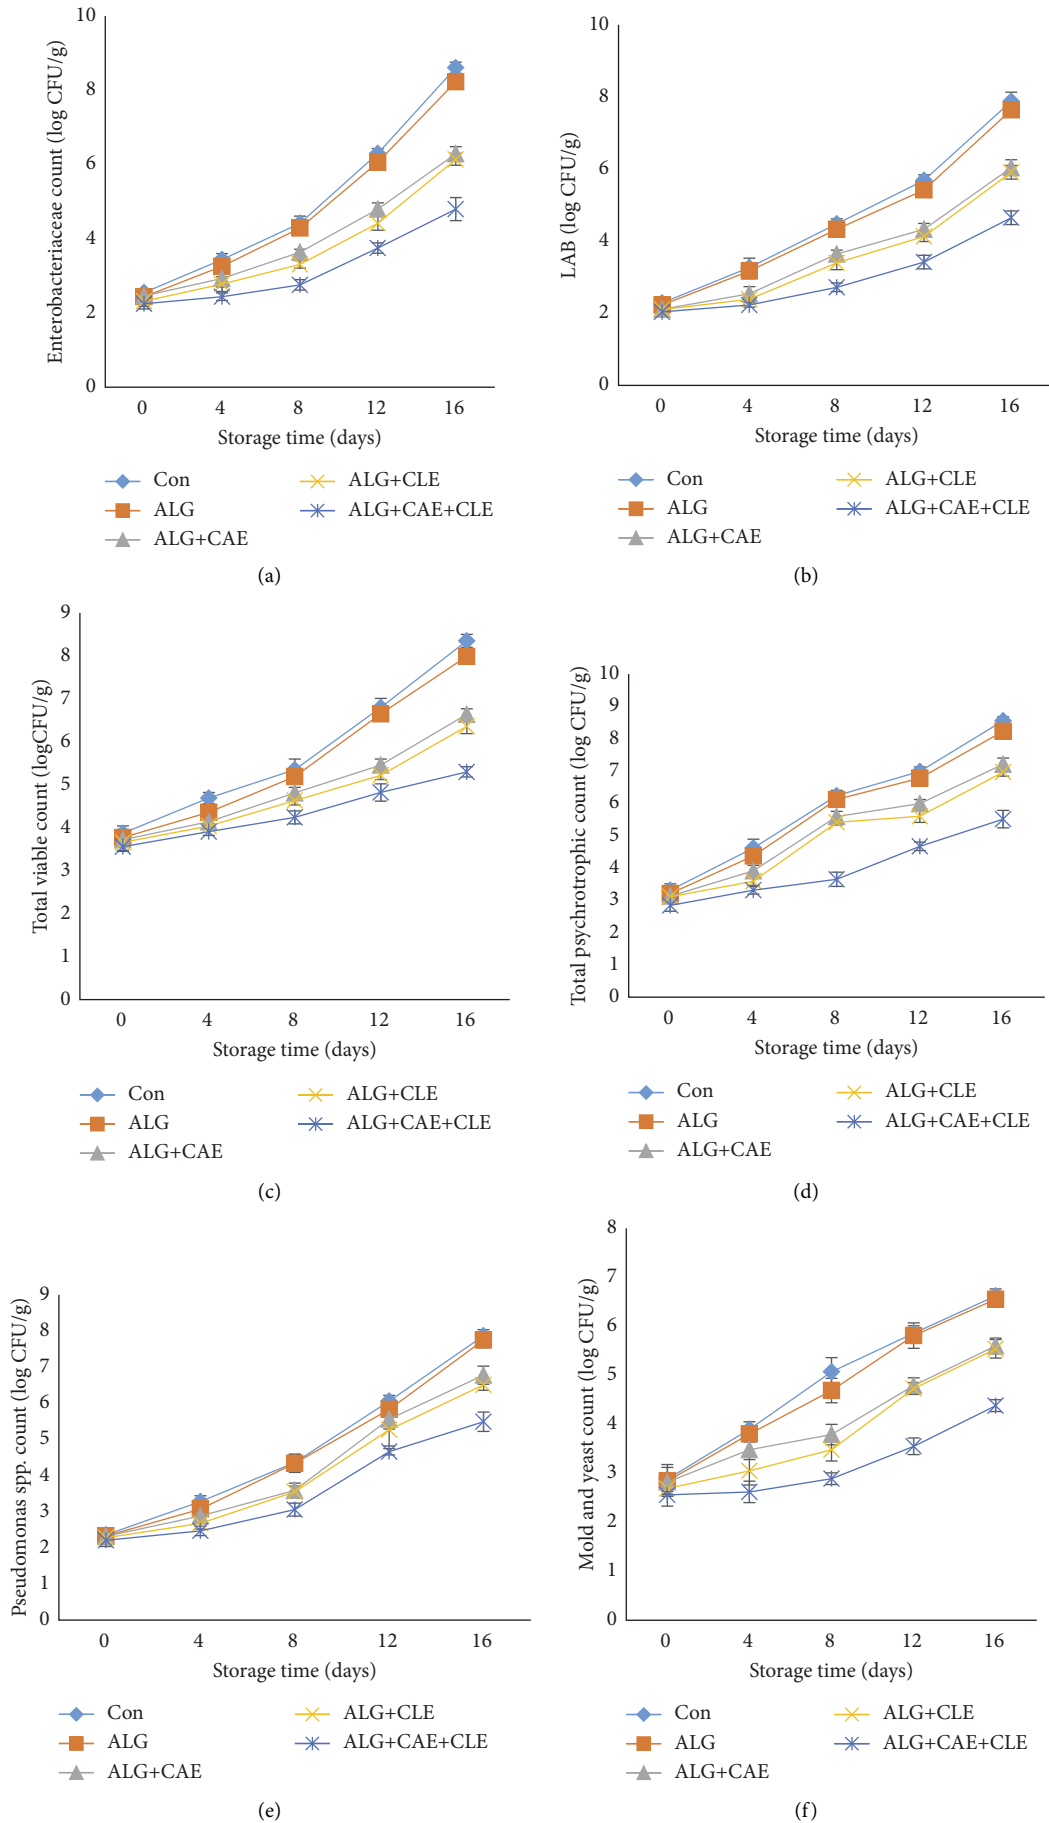 10
8
6
4
2
0
Enterobacteriaceae count (log CFU/g)
0 4 8 12 16
Storage time (days)
Con
ALG
ALG+CAE
ALG+CLE
ALG+CAE+CLE
(a)
10
8
6
4
2
0
LAB (log CFU/g)
0 4 8 12 16
Storage time (days)
Con
ALG
ALG+CAE
ALG+CLE
ALG+CAE+CLE
(b)
9
8
7
6
5
4
3
2
1
0
Total viable count (logCFU/g)
0 4 8 12 16
Storage time (days)
Con
ALG
ALG+CAE
ALG+CLE
ALG+CAE+CLE
(c)
10
9
8
7
6
5
4
3
2
1
0
Total psychrotrophic count (log CFU/g)
0 4 8 12 16
Storage time (days)
Con
ALG
ALG+CAE
ALG+CLE
ALG+CAE+CLE
(d)
9
8
7
6
5
4
3
2
1
0
Pseudomonas spp. count (log CFU/g)
0 4 8 12 16
Storage time (days)
Con
ALG
ALG+CAE
ALG+CLE
ALG+CAE+CLE
(e)
8
7
6
5
4
3
2
1
0
Mold and yeast count (log CFU/g)
0 4 8 12 16
Storage time (days)
Con
ALG
ALG+CAE
ALG+CLE
ALG+CAE+CLE
(f)